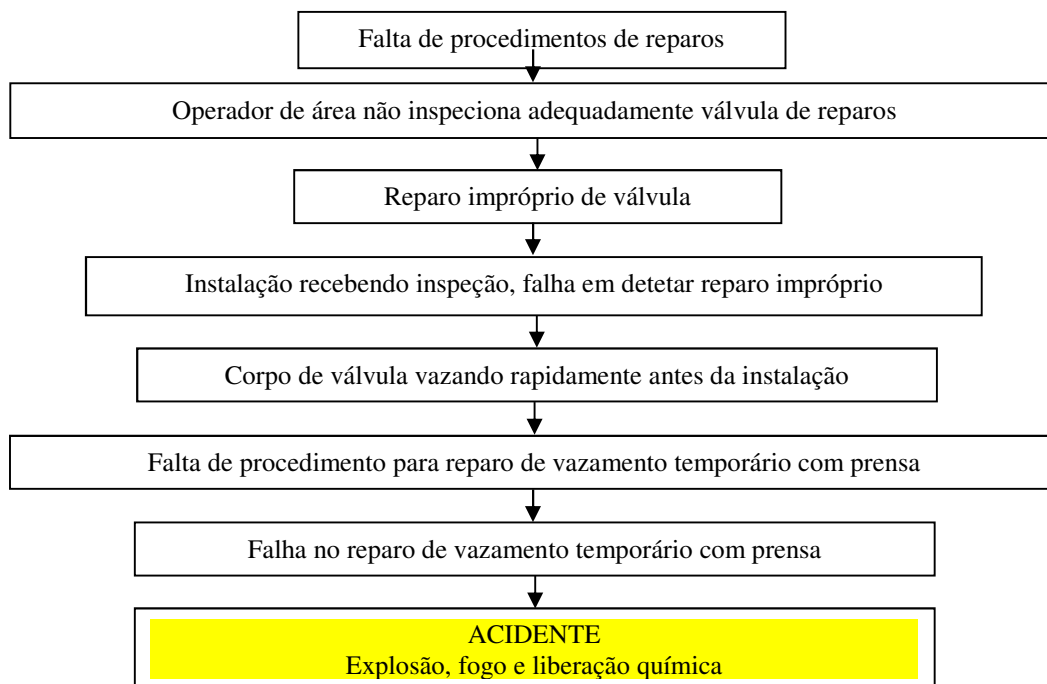 Falta de procedimentos de reparos
Operador de área não inspeciona adequadamente válvula de reparos
Reparo impróprio de válvula
Instalação recebendo inspeção, falha em detetar reparo impróprio
Corpo de válvula vazando rapidamente antes da instalação
Falta de procedimento para reparo de vazamento temporário com prensa
Falha no reparo de vazamento temporário com prensa
ACIDENTE
Explosão, fogo e liberação química